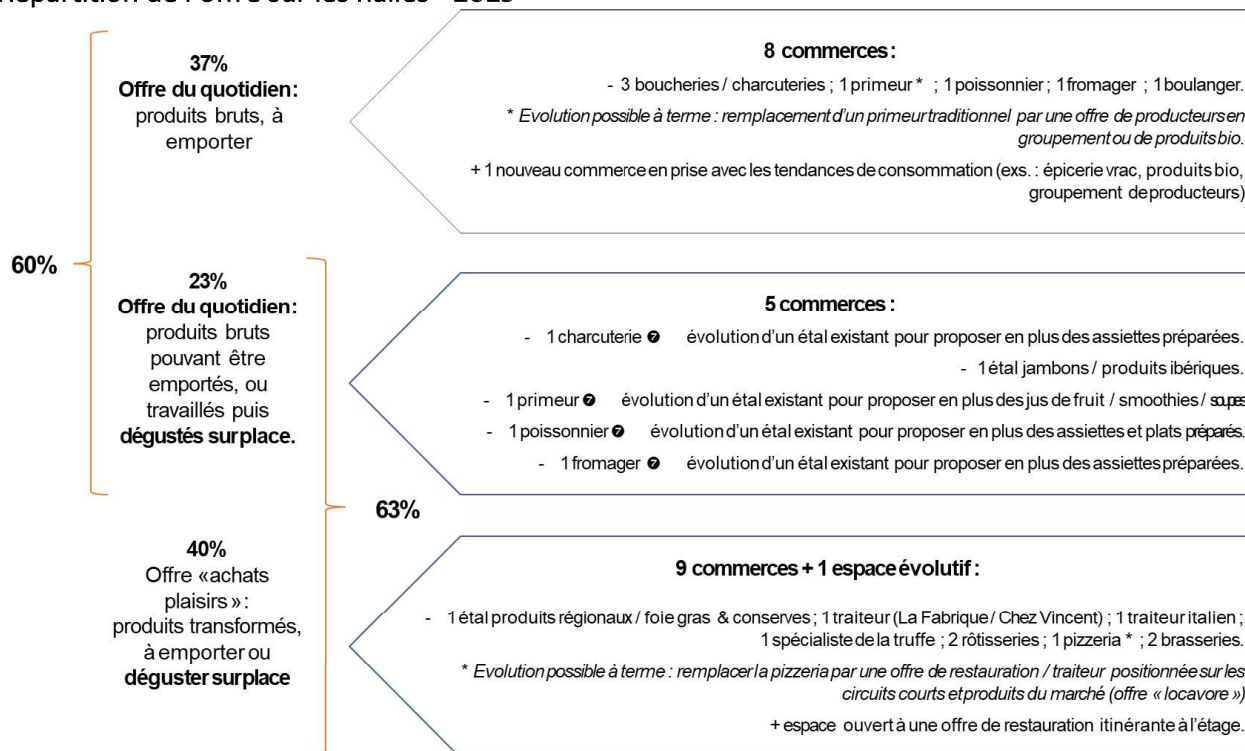 Répartition de l'offre sur les halles - 2025
37%
Offre du quotidien:
produits bruts, à
emporter
8 commerces :
- 3 boucheries / charcuteries ; 1 primeur * ; 1 poissonnier ; 1 fromager ; 1 boulanger.
* Evolution possible à terme : remplacement d'un primeur traditionnel par une offre de producteurs en
groupement ou de produits bio.
+ 1 nouveau commerce en prise avec les tendances de consommation (exs. : épicerie vrac, produits bio,
groupement de producteurs)
60%
23%
Offre du quotidien:
produits bruts
pouvant être
emportés, ou
travaillés puis
dégustés sur place.
5 commerces :
- 1 charcuterie ❼ évolution d'un étal existant pour proposer en plus des assiettes préparées.
- 1 étal jambons / produits ibériques.
- 1 primeur ❼ évolution d'un étal existant pour proposer en plus des jus de fruit / smoothies / soupes
- 1 poissonnier ❼ évolution d'un étal existant pour proposer en plus des assiettes et plats préparés.
- 1 fromager ❼ évolution d'un étal existant pour proposer en plus des assiettes préparées.
63%
40%
Offre « achats
plaisirs » :
produits transformés,
à emporter ou
déguster sur place
9 commerces + 1 espace évolutif :
- 1 étal produits régionaux / foie gras & conserves ; 1 traiteur (La Fabrique / Chez Vincent) ; 1 traiteur italien ;
1 spécialiste de la truffe ; 2 rôtisseries ; 1 pizzeria * ; 2 brasseries.
* Evolution possible à terme : remplacer la pizzeria par une offre de restauration / traiteur positionnée sur les
circuits courts et produits du marché (offre « locavore »)
+ espace ouvert à une offre de restauration itinérante à l'étage.